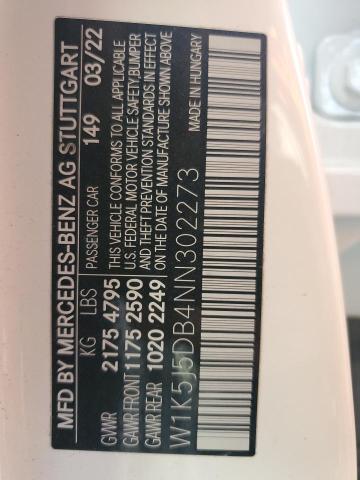 MFD BY MERCEDES-BENZ AG STUTTGART
KG LBS PASSENGER CAR 149 03/22
GVWR 2175 4795
GAWR FRONT 1175 2590
GAWR REAR 1020 2249
THIS VEHICLE CONFORMS TO ALL APPLICABLE
U.S. FEDERAL MOTOR VEHICLE SAFETY,BUMPER
AND THEFT PREVENTION STANDARDS IN EFFECT
ON THE DATE OF MANUFACTURE SHOWN ABOVE
MADE IN HUNGARY
W1K5J5DB4NN302273